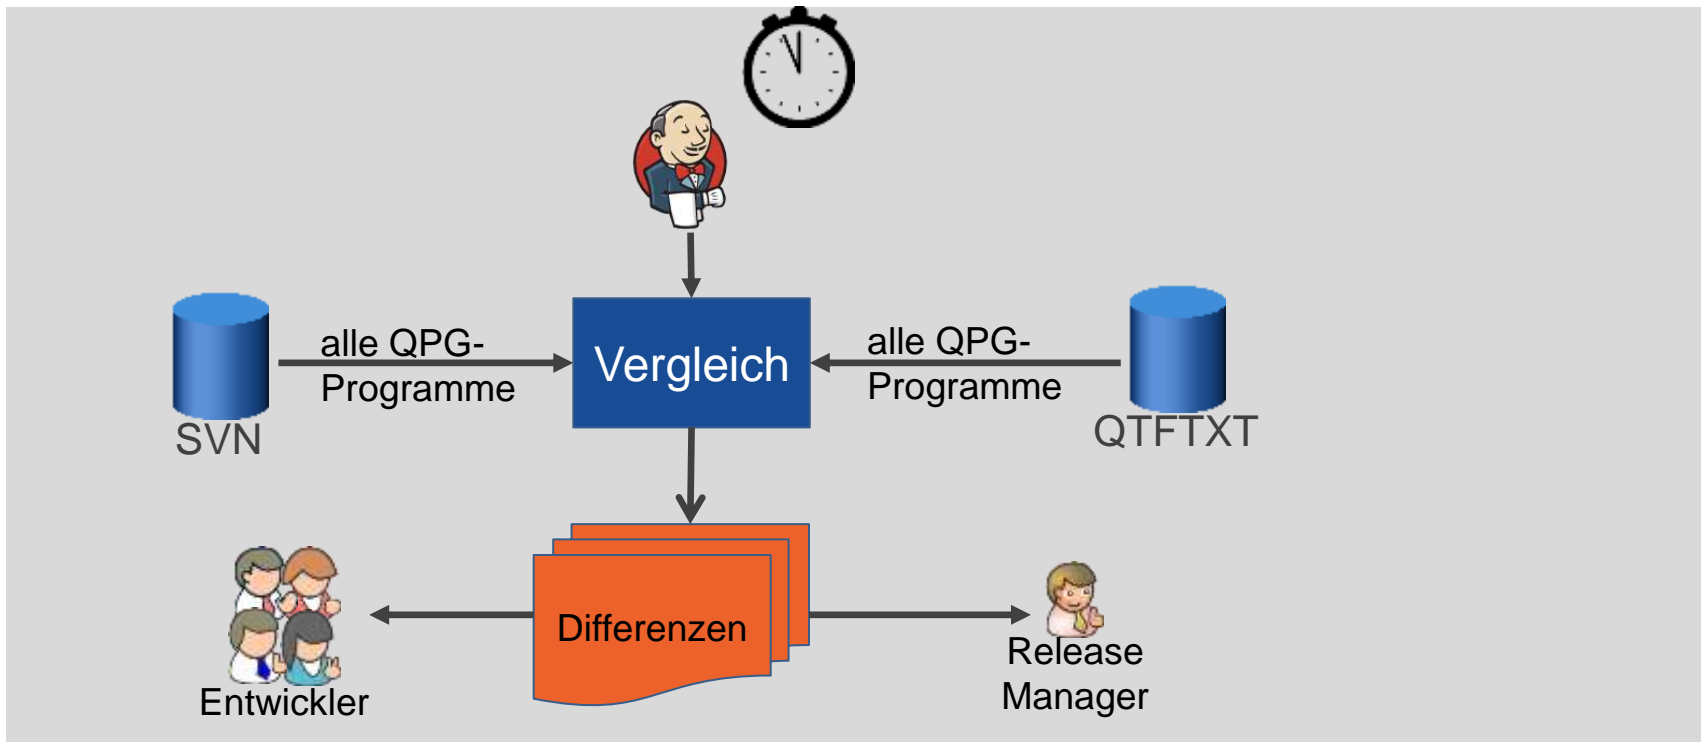 alle QPG-
Programme
Vergleich
alle QPG-
Programme
SVN
QTFTXT
Differenzen
Entwickler
Release
Manager